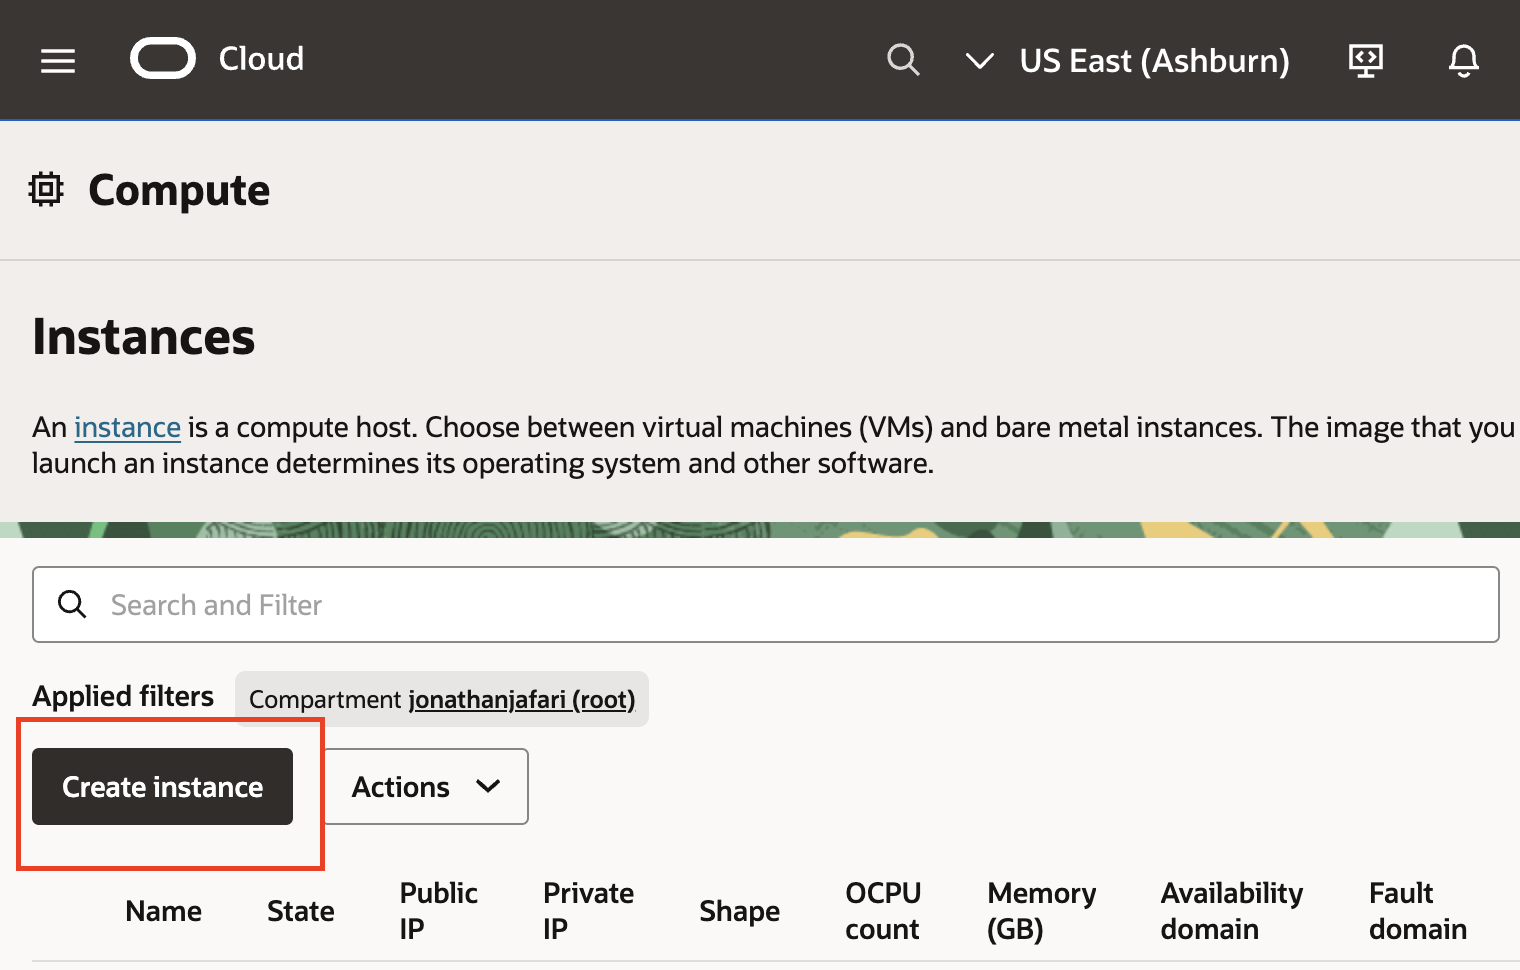 Cloud
US East (Ashburn)
Compute
Instances
An instance is a compute host. Choose between virtual machines (VMs) and bare metal instances. The image that you
launch an instance determines its operating system and other software.
Search and Filter
Applied filters
Compartment jonathanjafari (root)
Create instance
Actions
Name
State
Public
IP
Private
IP
Shape
OCPU
count
Memory
(GB)
Availability
domain
Fault
domain